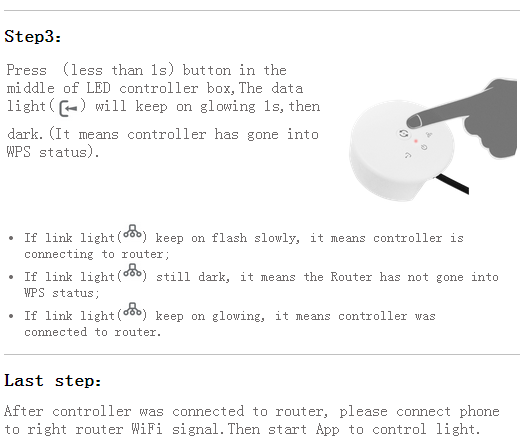 Step3:
Press (less than 1s) button in the
middle of LED controller box,The data
light( ) will keep on glowing 1s,then
dark.(It means controller has gone into
WPS status).
• If link light( ) keep on flash slowly, it means controller is
connecting to router;
• If link light( ) still dark, it means the Router has not gone into
WPS status;
• If link light( ) keep on glowing, it means controller was
connected to router.
Last step:
After controller was connected to router, please connect phone
to right router WiFi signal.Then start App to control light.